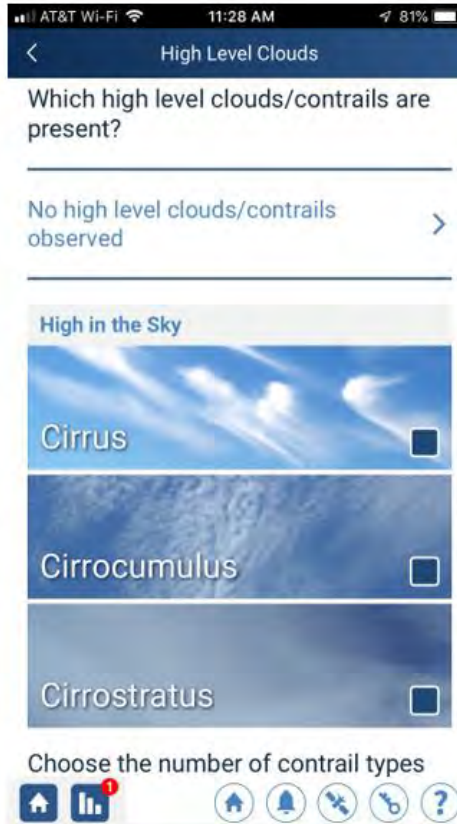 AT&T Wi-Fi 11:28 AM 81%
High Level Clouds
Which high level clouds/contrails are
present?
No high level clouds/contrails
observed
High in the Sky
Cirrus
Cirrocumulus
Cirrostratus
Choose the number of contrail types
1
?